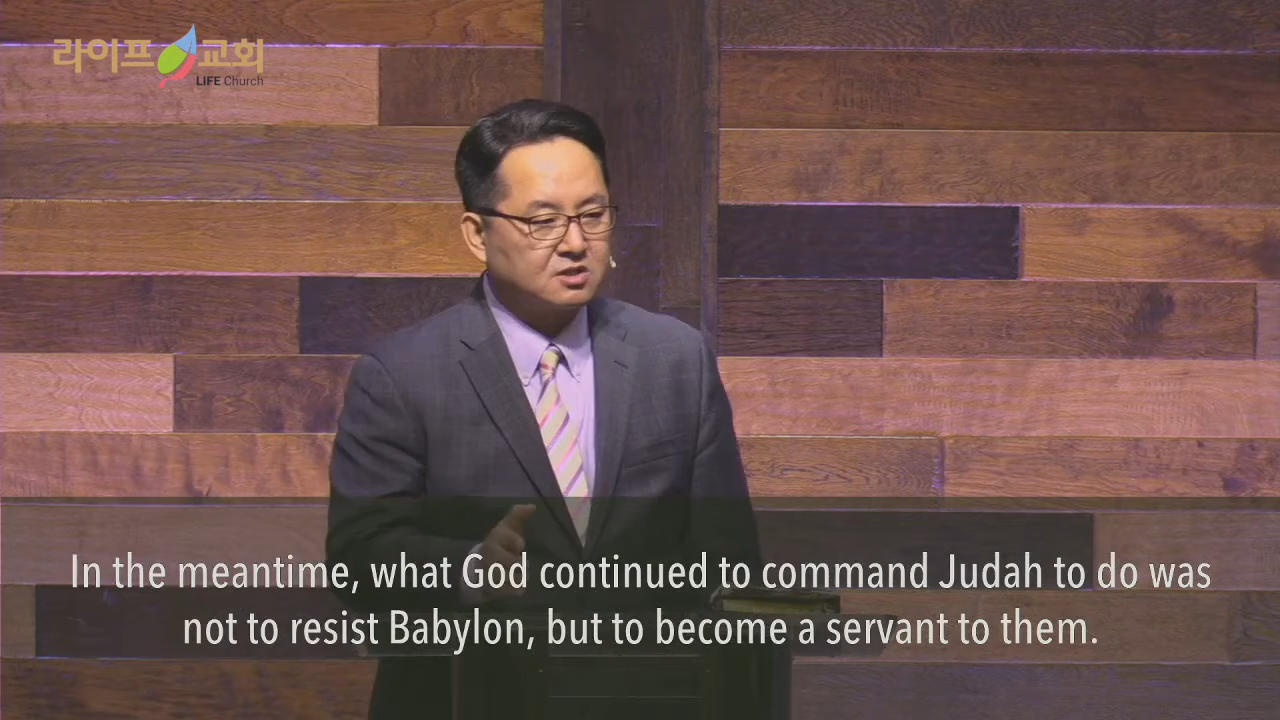 라이프 교회
LIFE Church
In the meantime, what God continued to command Judah to do was
not to resist Babylon, but to become a servant to them.